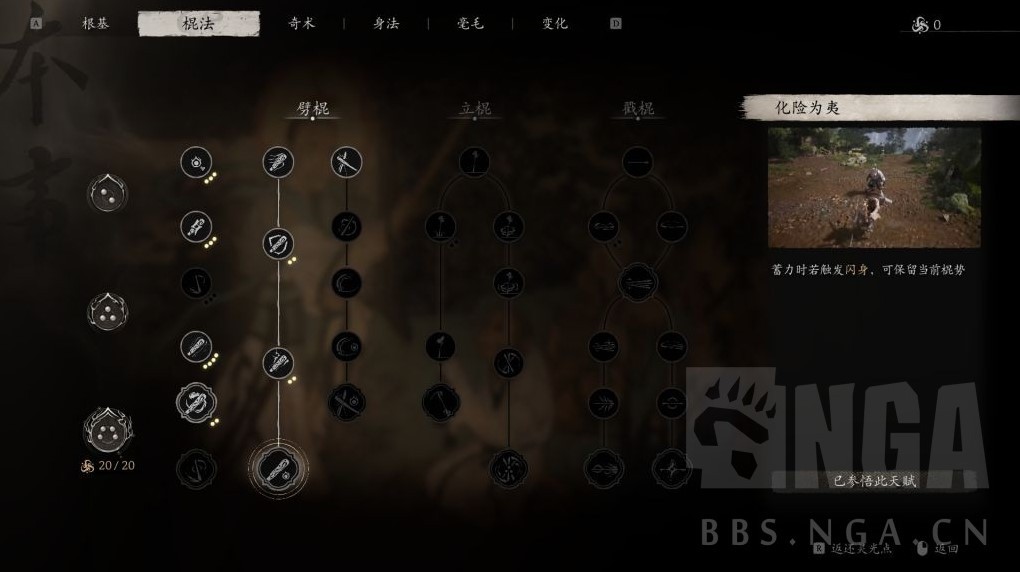 A 根基 棍法 奇术 身法 毫毛 变化 D
0
劈棍 立棍 戳棍
化险为夷
蓄力时若触发闪身，可保留当前棍势
20/20
已参悟此天赋
NGA
BBS.NGA.CN
R 返还灵光点 返回
本事